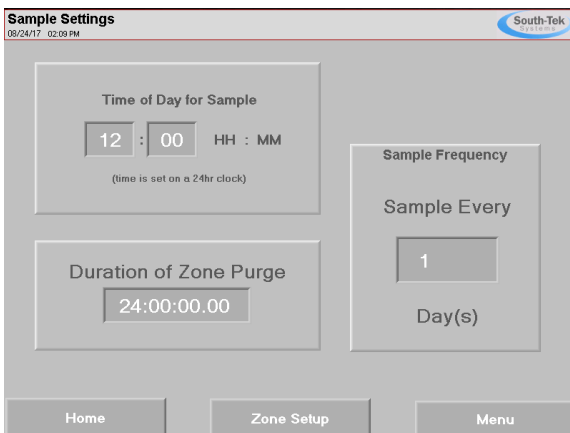 Sample Settings
08/24/17 02:09 PM
South-Tek
Systems
Time of Day for Sample
12 : 00 HH : MM
(time is set on a 24hr clock)
Duration of Zone Purge
24:00:00.00
Sample Frequency
Sample Every
1
Day(s)
Home
Zone Setup
Menu